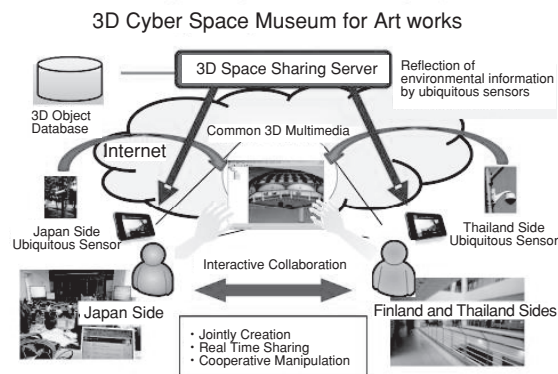 3D Cyber Space Museum for Art works
3D Space Sharing Server
Reflection of
environmental information
by ubiquitous sensors
3D Object
Database
Common 3D Multimedia
Internet
Japan Side
Ubiquitous Sensor
Thailand Side
Ubiquitous Sensor
Interactive Collaboration
Japan Side
Finland and Thailand Sides
・Jointly Creation
・Real Time Sharing
・Cooperative Manipulation